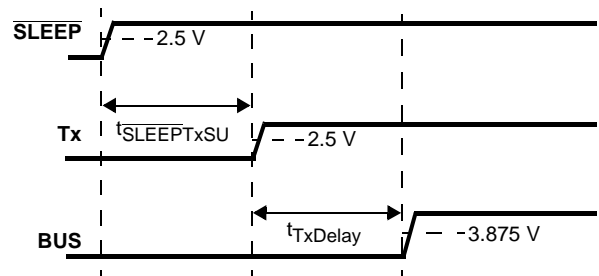 SLEEP
2.5 V
tSLEEPTxSU
Tx
2.5 V
tTxDelay
BUS
3.875 V